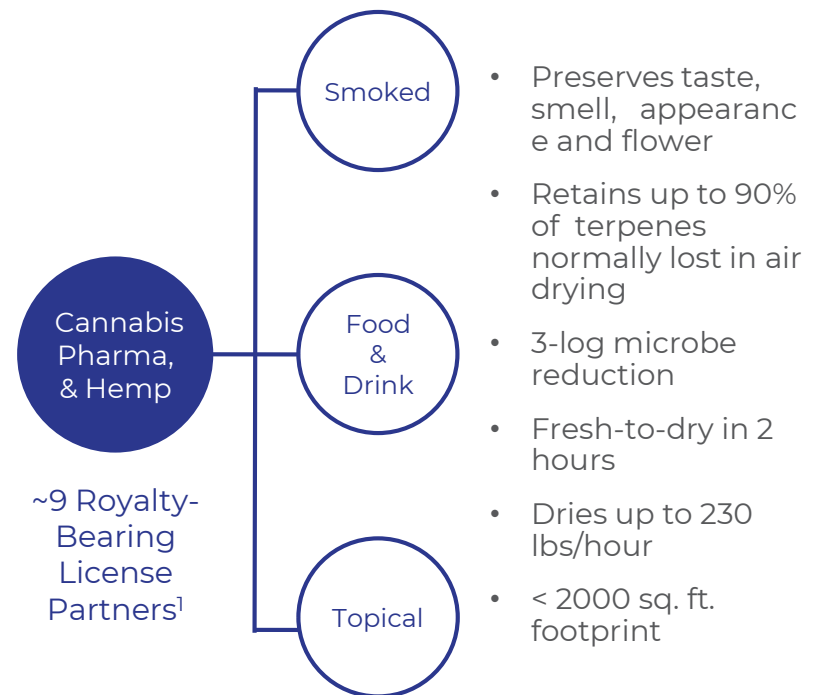 Cannabis
Pharma,
& Hemp
~9 Royalty-
Bearing
License
Partners¹
Smoked
Food
&
Drink
Topical
• Preserves taste,
smell, appearanc
e and flower
• Retains up to 90%
of terpenes
normally lost in air
drying
• 3-log microbe
reduction
• Fresh-to-dry in 2
hours
• Dries up to 230
lbs/hour
• < 2000 sq. ft.
footprint